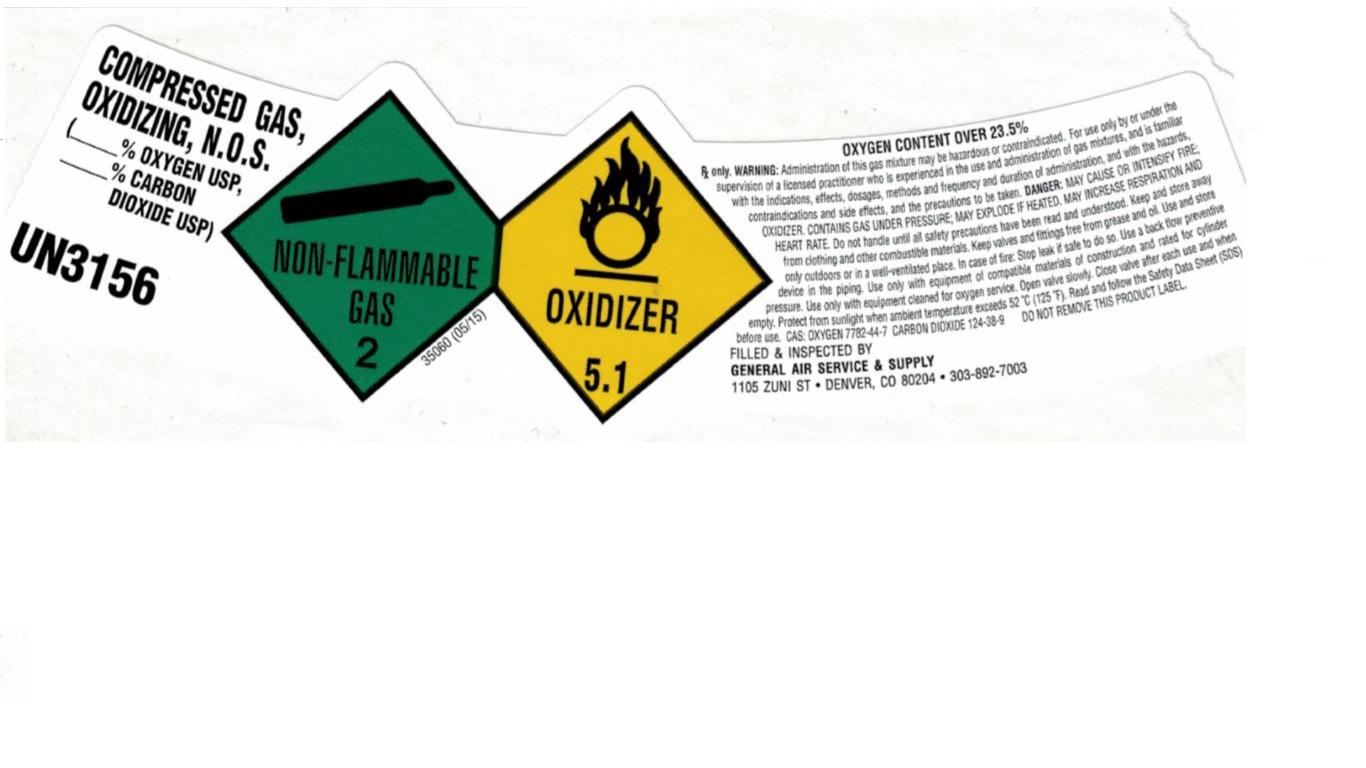 COMPRESSED GAS,
OXIDIZING, N.O.S.
(_____ % OXYGEN USP,
_____ % CARBON
DIOXIDE USP)
UN3156
NON-FLAMMABLE
GAS
2
35060 (05/15)
OXIDIZER
5.1
OXYGEN CONTENT OVER 23.5%
℞ only. WARNING: Administration of this gas mixture may be hazardous or contraindicated. For use only by or under the
supervision of a licensed practitioner who is experienced in the use and administration of gas mixtures, and is familiar
with the indications, effects, dosages, methods and frequency and duration of administration, and with the hazards,
contraindications and side effects, and the precautions to be taken. DANGER: MAY CAUSE OR INTENSIFY FIRE;
OXIDIZER. CONTAINS GAS UNDER PRESSURE; MAY EXPLODE IF HEATED. MAY INCREASE RESPIRATION AND
HEART RATE. Do not handle until all safety precautions have been read and understood. Keep and store away
from clothing and other combustible materials. Keep valves and fittings free from grease and oil. Use and store
only outdoors or in a well-ventilated place. In case of fire: Stop leak if safe to do so. Use a back flow preventive
device in the piping. Use only with equipment of compatible materials of construction and rated for cylinder
pressure. Use only with equipment cleaned for oxygen service. Open valve slowly. Close valve after each use and when
empty. Protect from sunlight when ambient temperature exceeds 52 °C (125 °F). Read and follow the Safety Data Sheet (SDS)
before use. CAS: OXYGEN 7782-44-7 CARBON DIOXIDE 124-38-9 DO NOT REMOVE THIS PRODUCT LABEL.
FILLED & INSPECTED BY
GENERAL AIR SERVICE & SUPPLY
1105 ZUNI ST • DENVER, CO 80204 • 303-892-7003